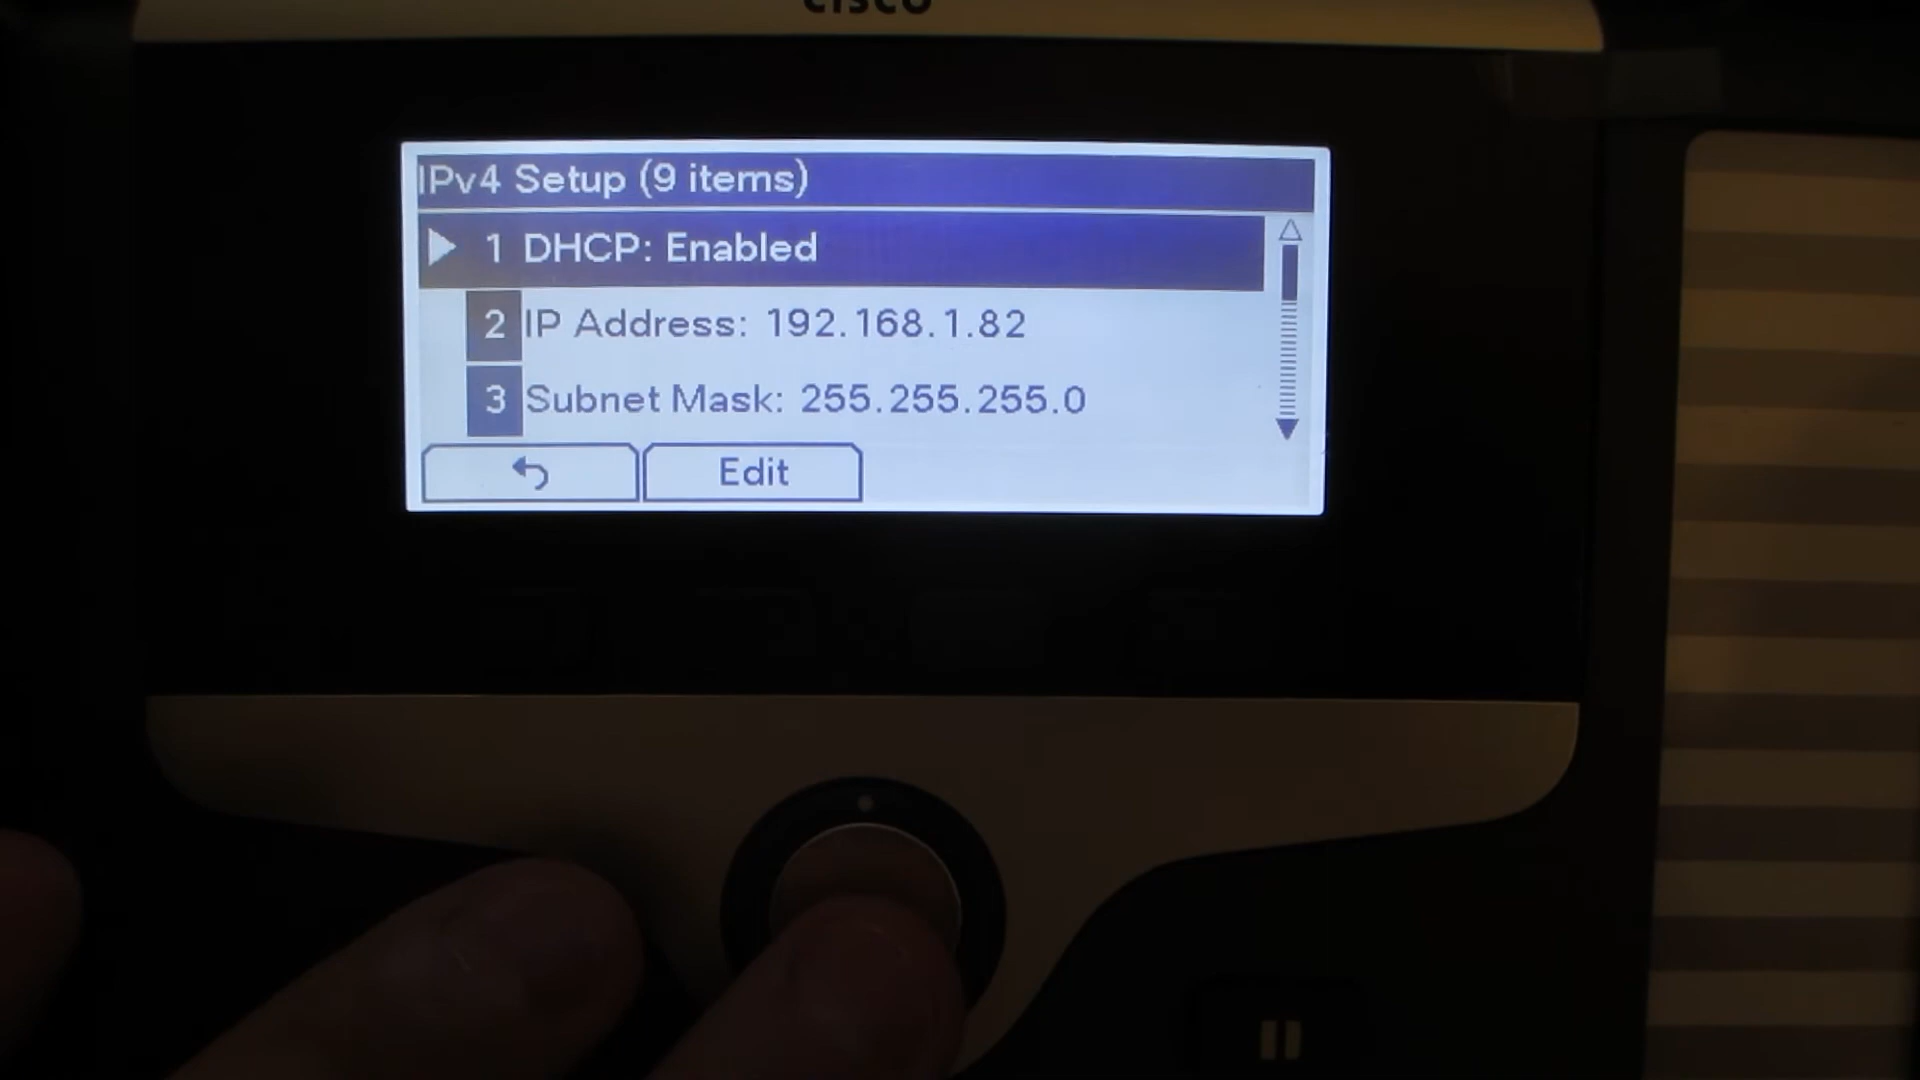 cisco
IPv4 Setup (9 items)
1 DHCP: Enabled
2 IP Address: 192.168.1.82
3 Subnet Mask: 255.255.255.0
Edit